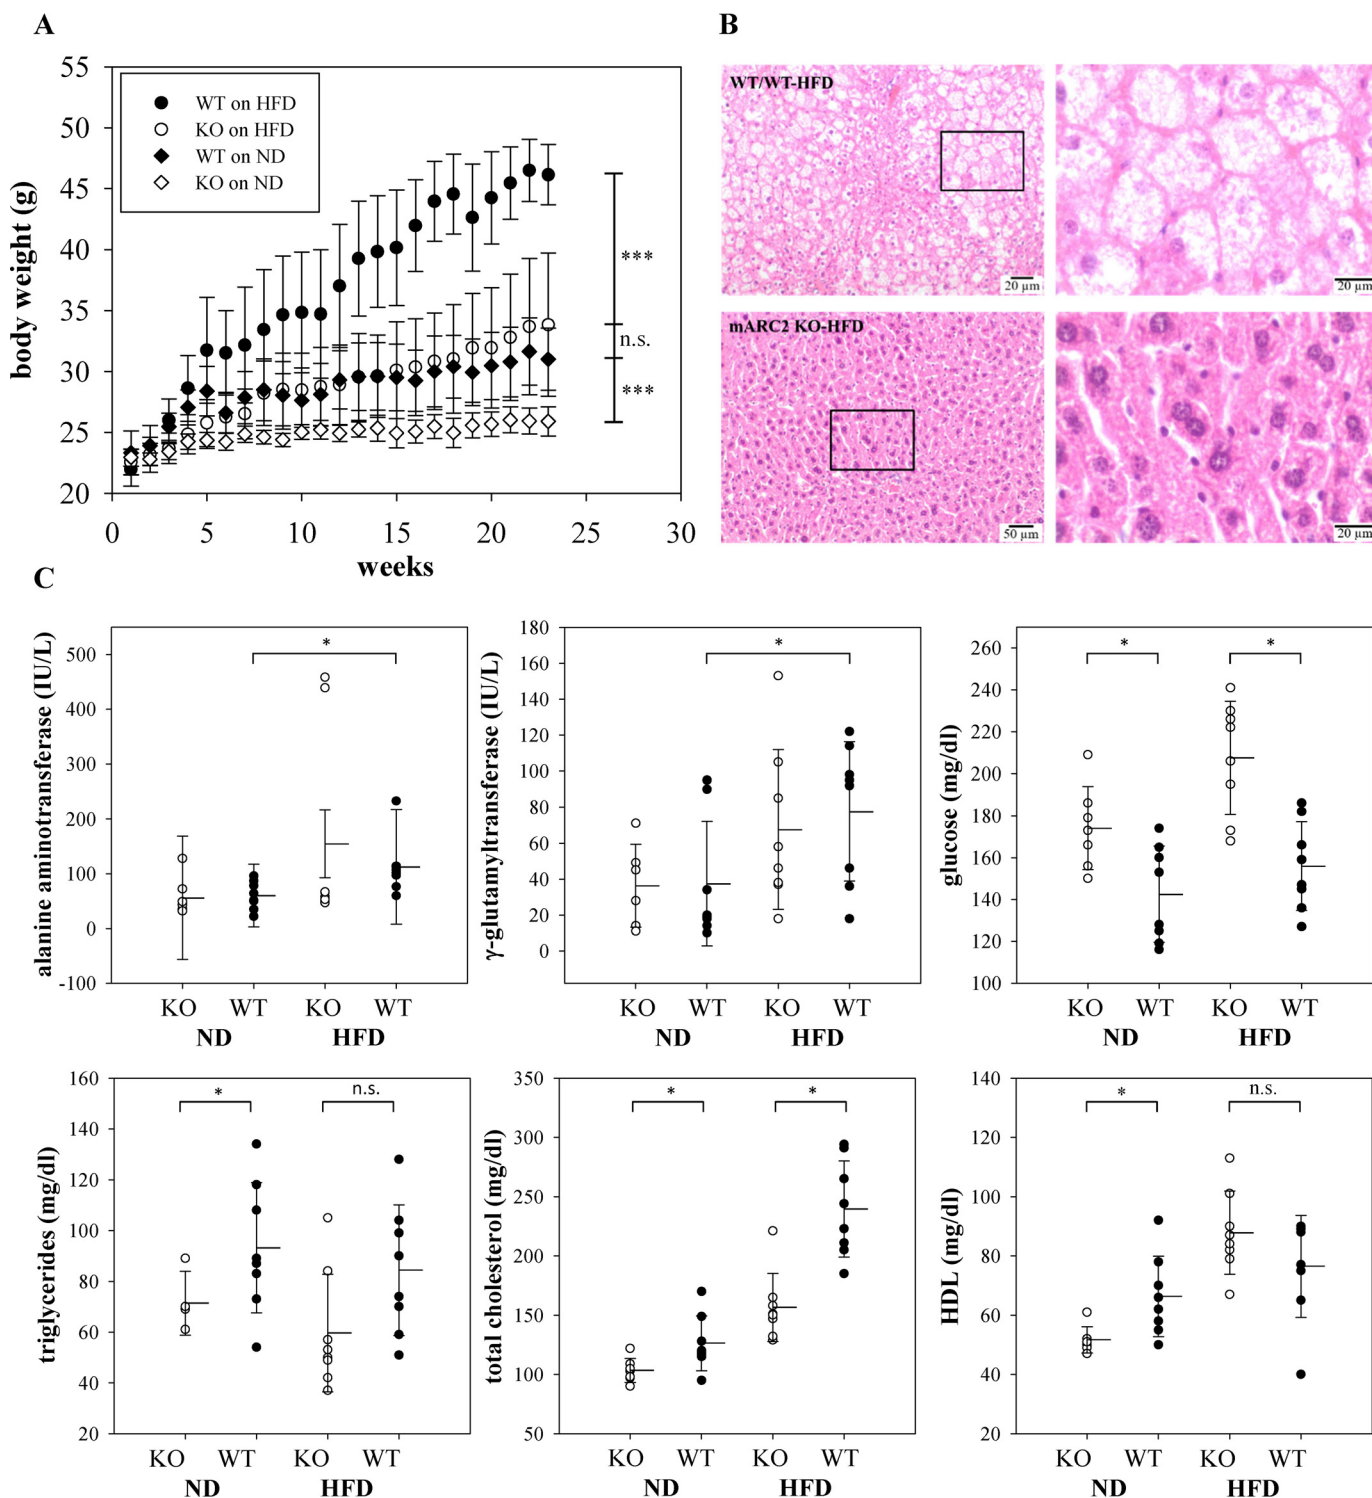 A
55
50
45
40
35
30
25
20
body weight (g)
WT on HFD
KO on HFD
WT on ND
KO on ND
***
n.s.
***
0 5 10 15 20 25 30
weeks
B
WT/WT-HFD
20 µm
20 µm
mARC2 KO-HFD
50 µm
20 µm
C
alanine aminotransferase (IU/L)
500
400
300
200
100
0
-100
*
KO WT KO WT
ND HFD
γ-glutamyltransferase (IU/L)
180
160
140
120
100
80
60
40
20
0
*
KO WT KO WT
ND HFD
glucose (mg/dl)
260
240
220
200
180
160
140
120
100
* *
KO WT KO WT
ND HFD
triglycerides (mg/dl)
160
140
120
100
80
60
40
20
* n.s.
KO WT KO WT
ND HFD
total cholesterol (mg/dl)
350
300
250
200
150
100
50
* *
KO WT KO WT
ND HFD
HDL (mg/dl)
140
120
100
80
60
40
20
* n.s.
KO WT KO WT
ND HFD